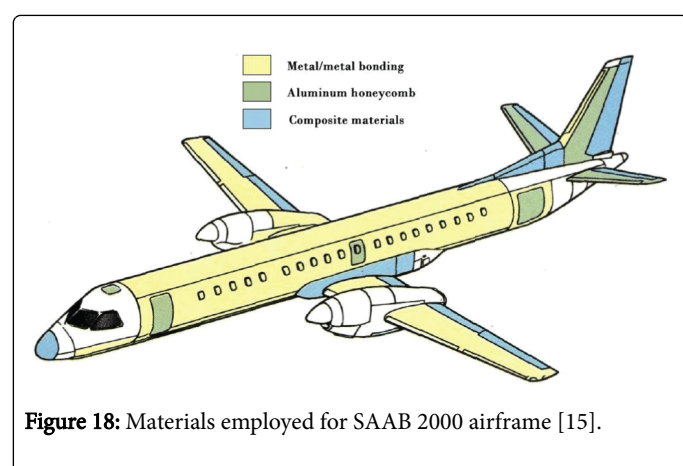 Metal/metal bonding
Aluminum honeycomb
Composite materials
Figure 18: Materials employed for SAAB 2000 airframe [15].